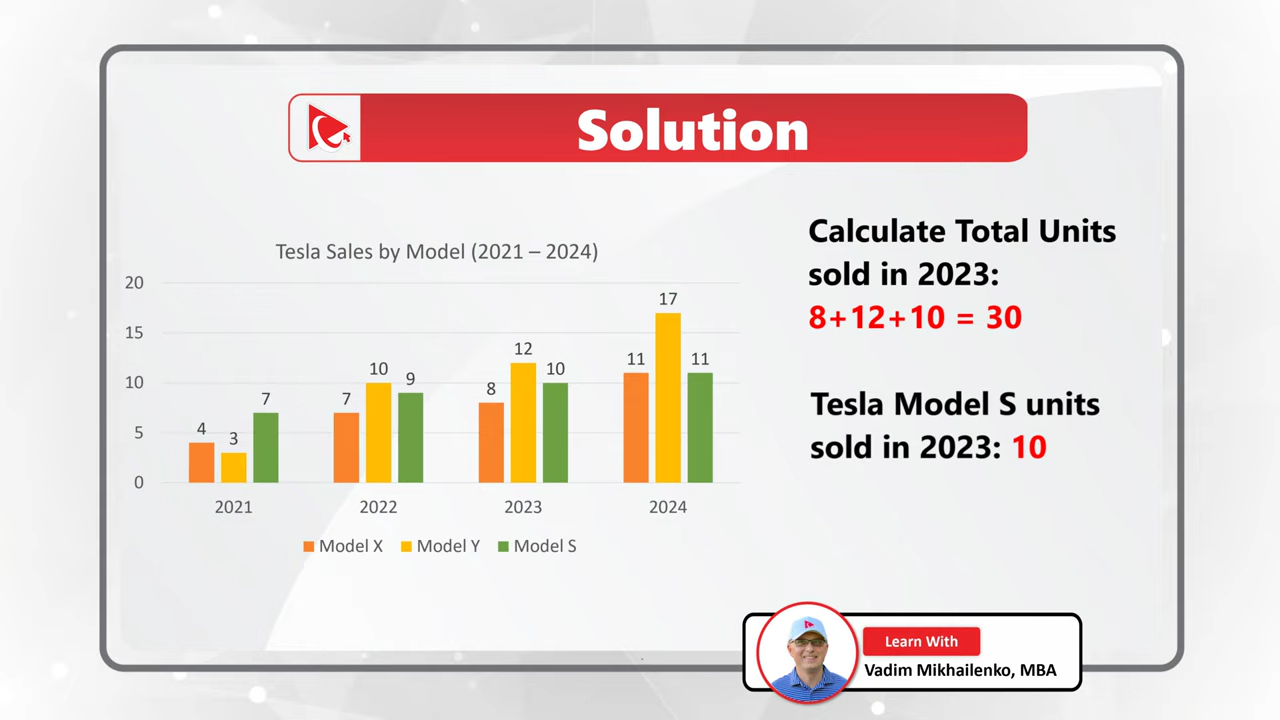 Solution
Tesla Sales by Model (2021 – 2024)
20
15
10
5
0
4
3
7
7
10
9
8
12
10
11
17
11
2021
2022
2023
2024
Model X
Model Y
Model S
Calculate Total Units
sold in 2023:
8+12+10 = 30
Tesla Model S units
sold in 2023: 10
Learn With
Vadim Mikhailenko, MBA